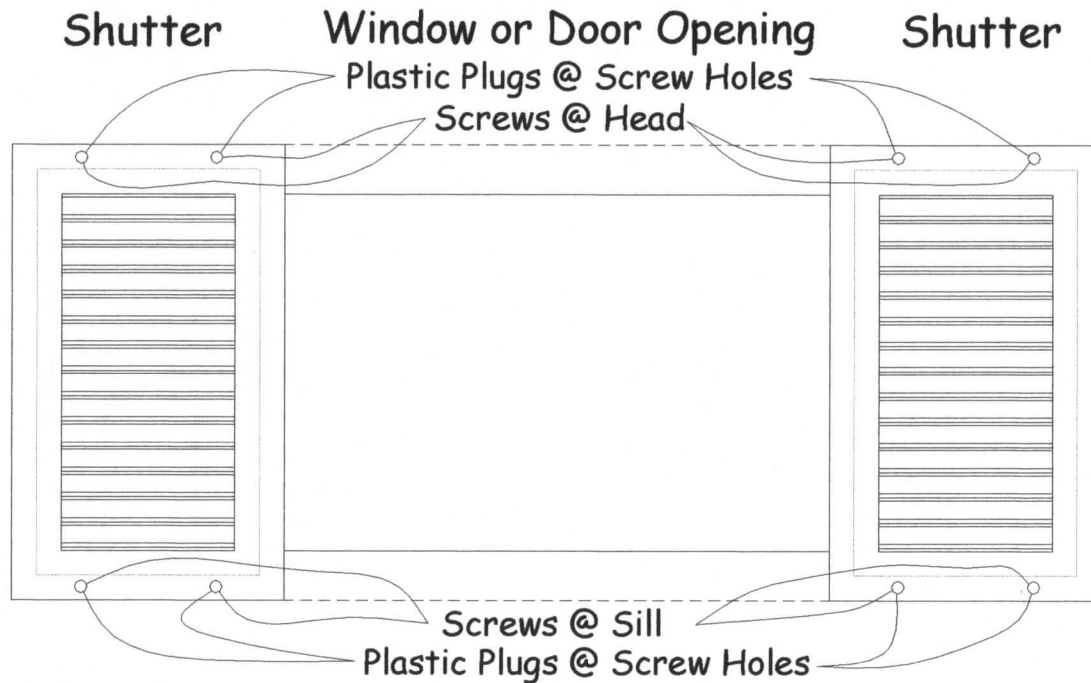 Shutter
Window or Door Opening
Shutter
Plastic Plugs @ Screw Holes
Screws @ Head
Screws @ Sill
Plastic Plugs @ Screw Holes